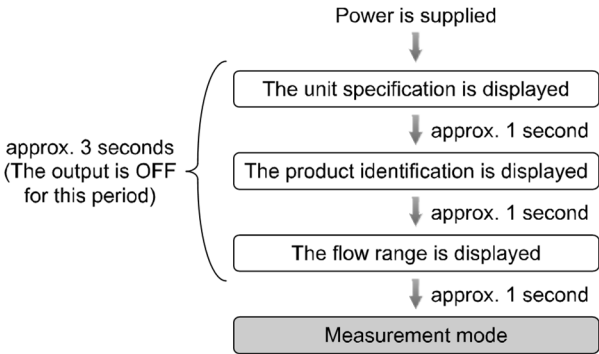 Power is supplied
The unit specification is displayed
approx. 1 second
approx. 3 seconds
(The output is OFF
for this period)
The product identification is displayed
approx. 1 second
The flow range is displayed
approx. 1 second
Measurement mode